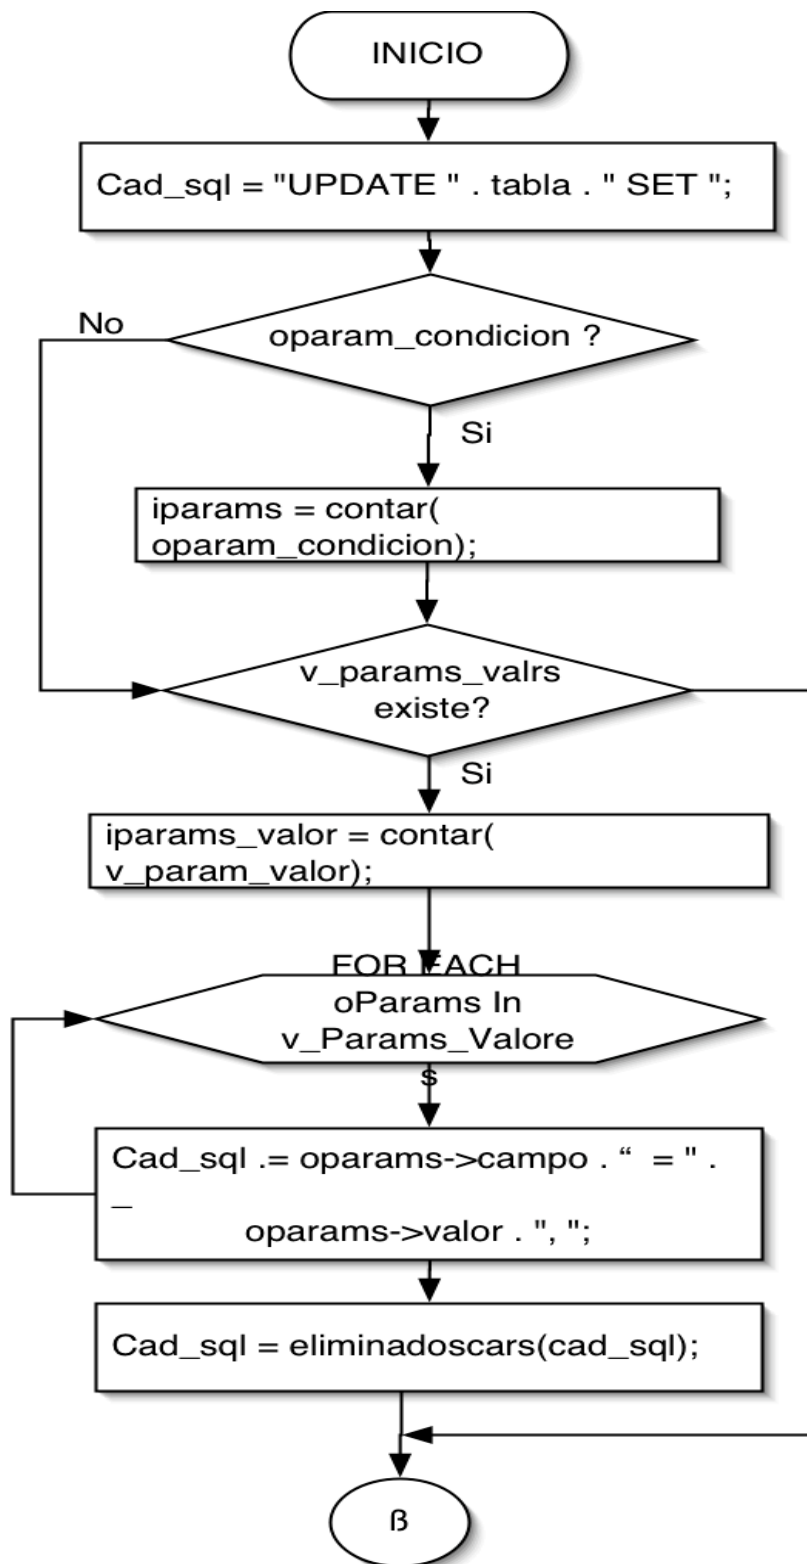 INICIO
Cad_sql = "UPDATE " . tabla . " SET ";
No
oparam_condicion ?
Si
iparams = contar(
oparam_condicion);
v_params_valrs
existe?
Si
iparams_valor = contar(
v_param_valor);
FOR EACH
oParams In
v_Params_Valore
s
Cad_sql .= oparams->campo . “  = " .
_
oparams->valor . ", ";
Cad_sql = eliminadoscars(cad_sql);
ß